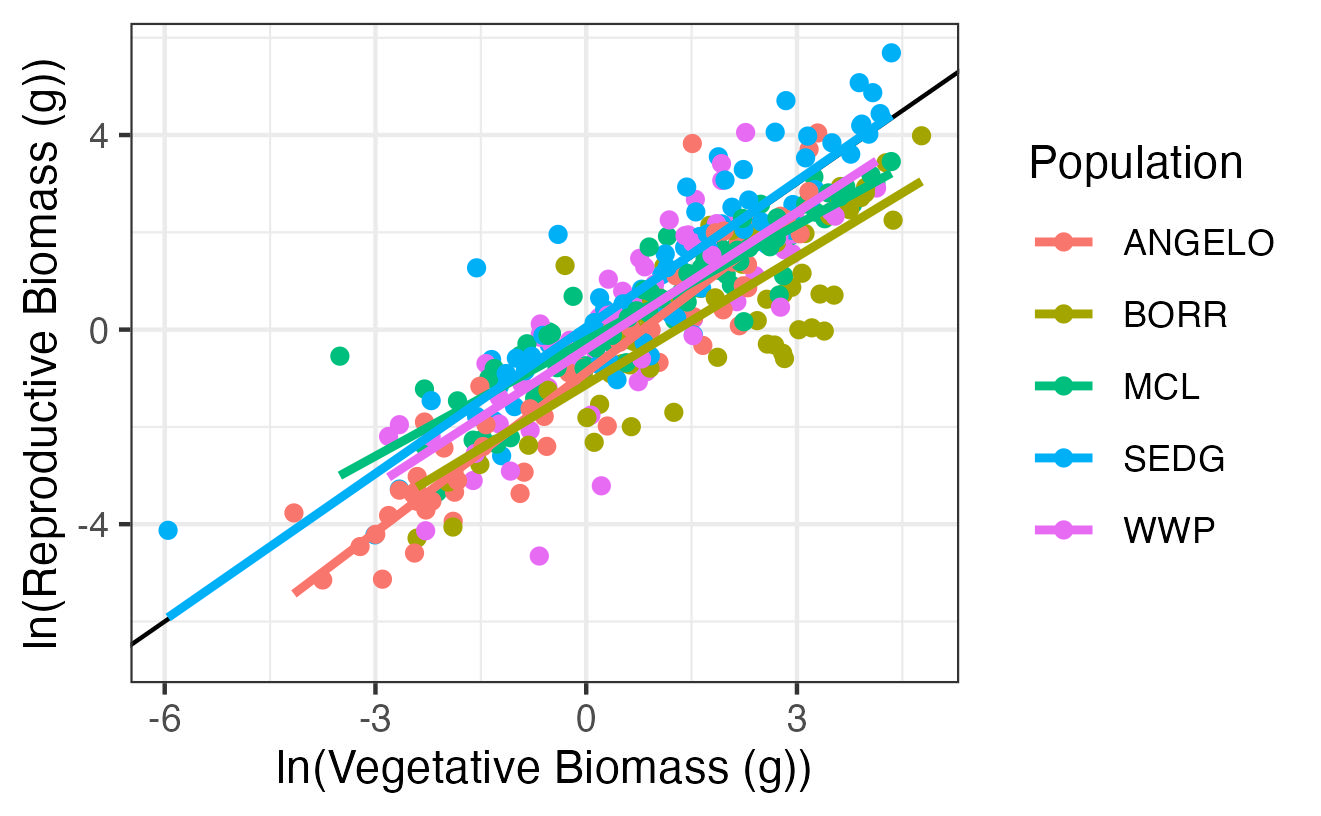 ln(Reproductive Biomass (g))
4
0
-4
-6
-3
0
3
ln(Vegetative Biomass (g))
Population
ANGELO
BORR
MCL
SEDG
WWP